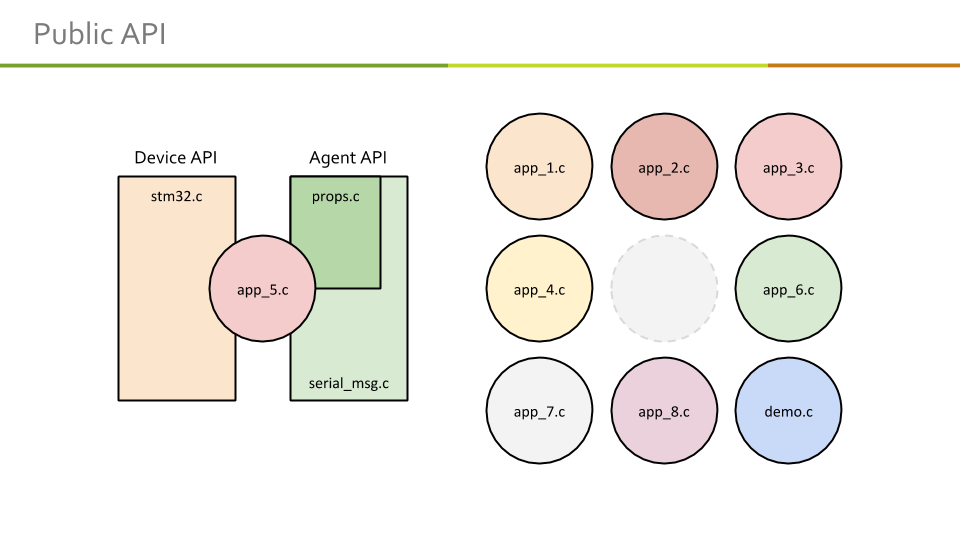 Public API
Device API
Agent API
stm32.c
props.c
app_5.c
serial_msg.c
app_1.c
app_2.c
app_3.c
app_4.c
app_6.c
app_7.c
app_8.c
demo.c